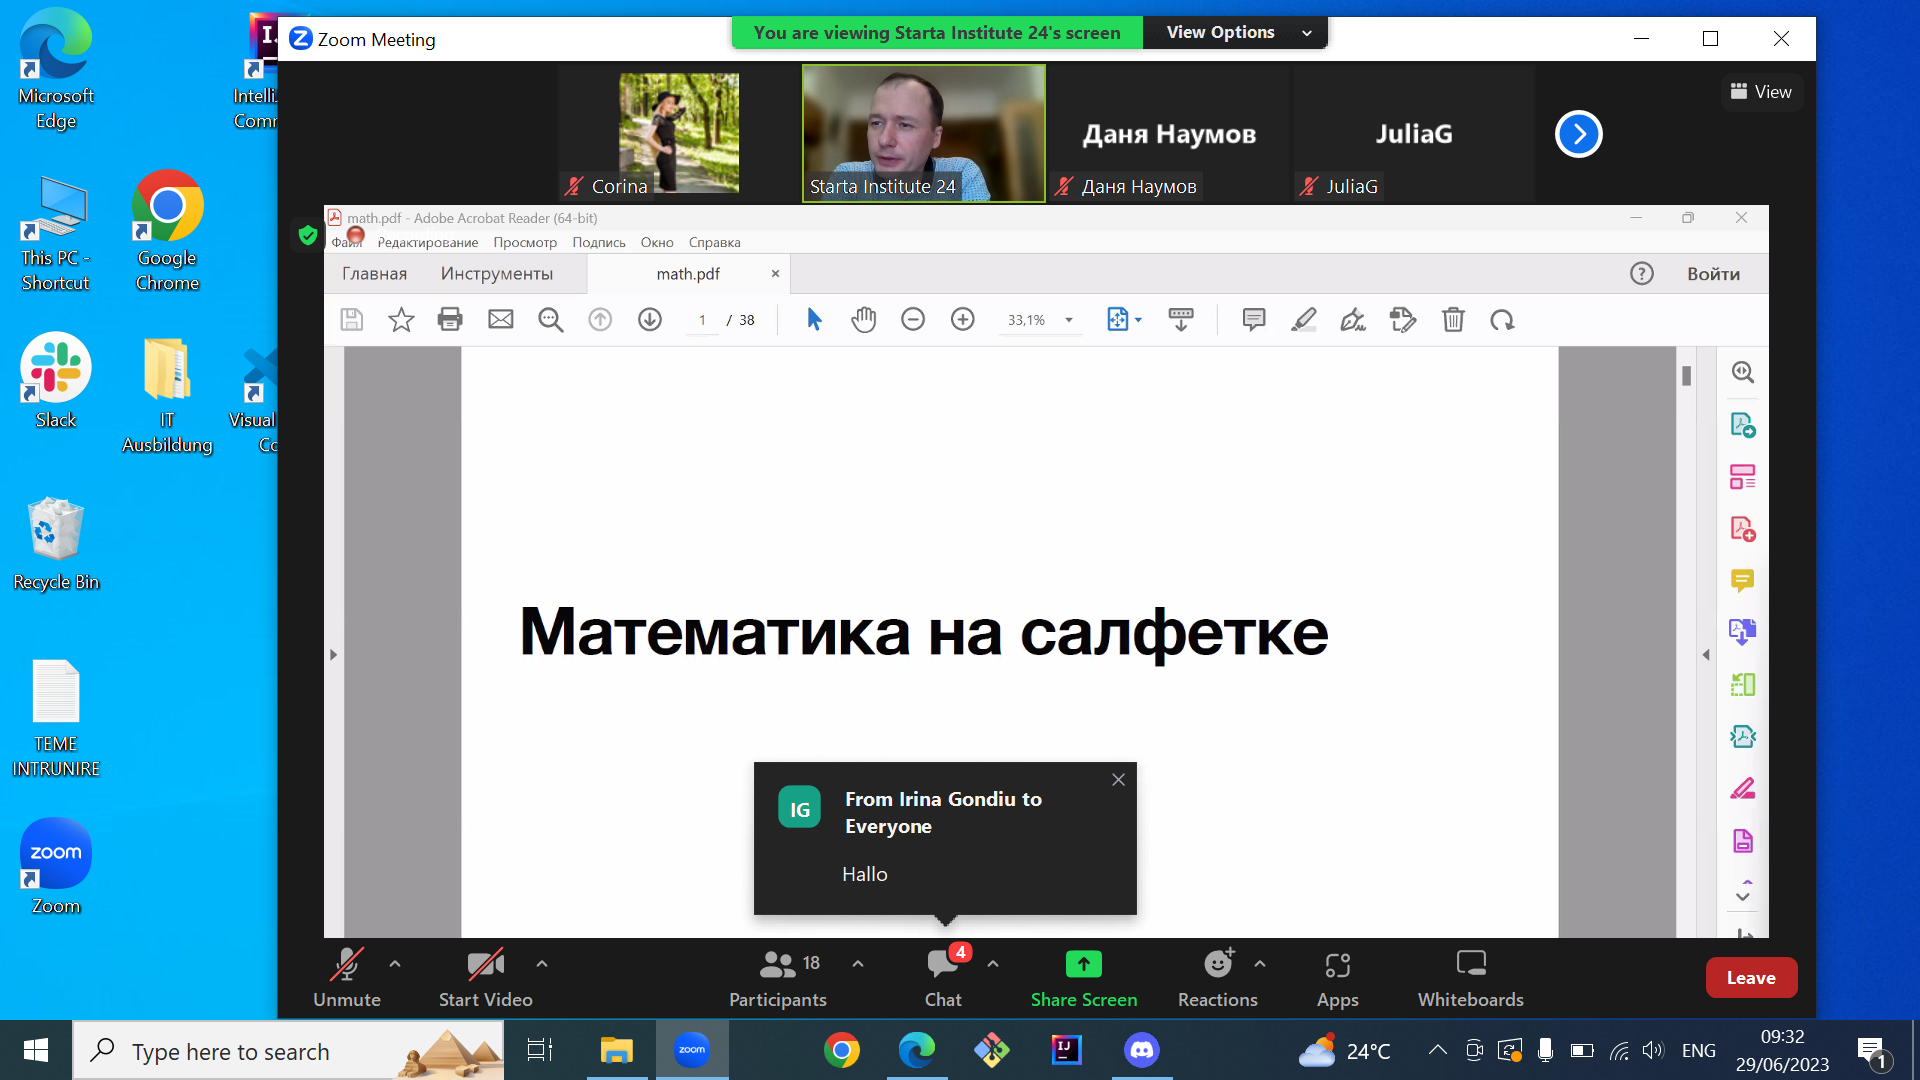 Microsoft
Edge
This PC -
Shortcut
Google
Chrome
Slack
IT
Ausbildung
Visual
Recycle Bin
TEME
INTRUNIRE
zoom
Zoom
Zoom Meeting
You are viewing Starta Institute 24's screen
View Options
View
Corina
Starta Institute 24
Даня Наумов
Даня Наумов
JuliaG
JuliaG
math.pdf - Adobe Acrobat Reader (64-bit)
Файл Редактирование Просмотр Подпись Окно Справка
Главная Инструменты math.pdf
Войти
1 / 38
33,1%
Математика на салфетке
IG
From Irina Gondiu to
Everyone
Hallo
18
4
Unmute Start Video Participants Chat Share Screen Reactions Apps Whiteboards
Leave
Type here to search
zoom
IJ
24°C
ENG
09:32
29/06/2023
1